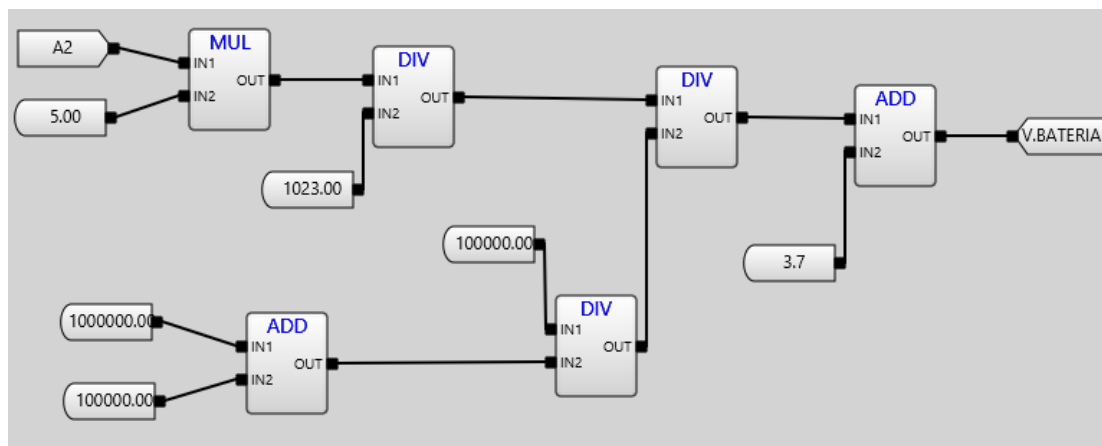 A2
5.00
MUL
IN1
IN2
OUT
DIV
IN1
IN2
OUT
1023.00
DIV
IN1
IN2
OUT
ADD
IN1
IN2
OUT
V.BATERIA
3.7
100000.00
DIV
IN1
IN2
OUT
1000000.00
100000.00
ADD
IN1
IN2
OUT